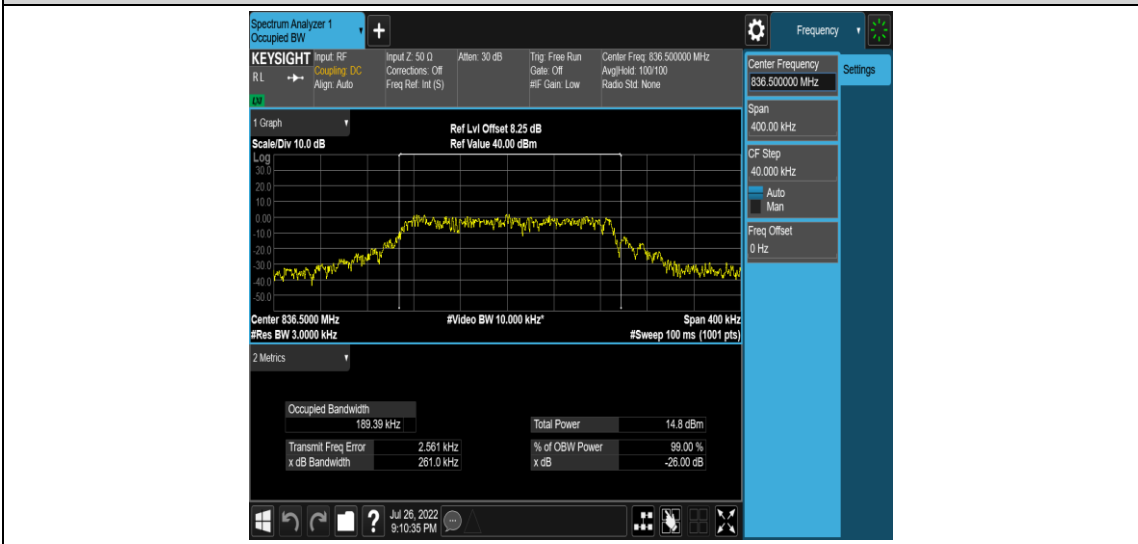 Spectrum Analyzer 1
Occupied BW
+
Frequency
KEYSIGHT
RL
LXI
Input: RF
Coupling: DC
Align: Auto
Input Z: 50 Ω
Corrections: Off
Freq Ref: Int (S)
Atten: 30 dB
Trig: Free Run
Gate: Off
#IF Gain: Low
Center Freq: 836.500000 MHz
Avg|Hold: 100/100
Radio Std: None
Center Frequency
836.500000 MHz
Settings
Span
400.00 kHz
CF Step
40.000 kHz
Auto
Man
Freq Offset
0 Hz
1 Graph
Scale/Div 10.0 dB
Ref Lvl Offset 8.25 dB
Ref Value 40.00 dBm
Log
30.0
20.0
10.0
0.00
-10.0
-20.0
-30.0
-40.0
-50.0
Center 836.5000 MHz
#Video BW 10.000 kHz*
Span 400 kHz
#Res BW 3.0000 kHz
#Sweep 100 ms (1001 pts)
2 Metrics
Occupied Bandwidth
189.39 kHz
Total Power 14.8 dBm
Transmit Freq Error 2.561 kHz
% of OBW Power 99.00 %
x dB Bandwidth 261.0 kHz
x dB -26.00 dB
?
Jul 26, 2022
9:10:35 PM